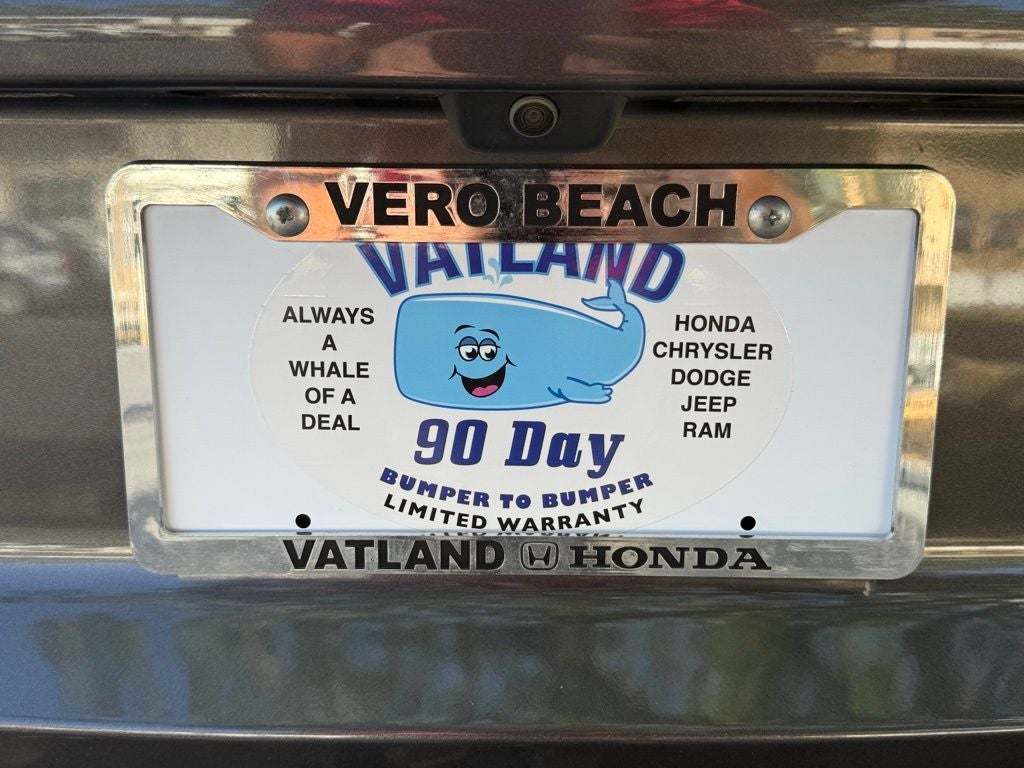 VERO BEACH
VATLAND
ALWAYS
A
WHALE
OF A
DEAL
HONDA
CHRYSLER
DODGE
JEEP
RAM
90 Day
BUMPER TO BUMPER
LIMITED WARRANTY
VATLAND HONDA